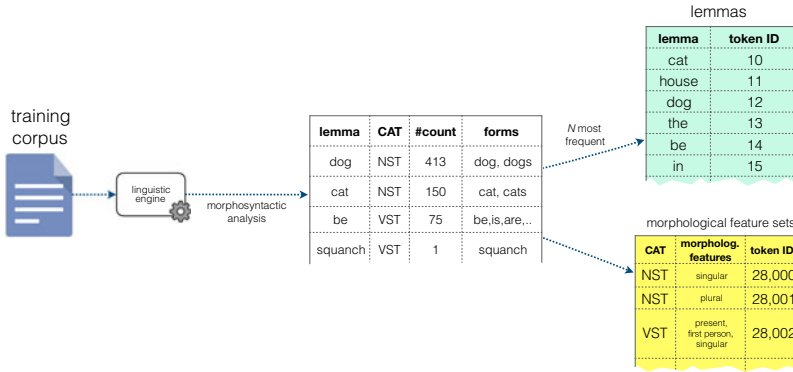 lemmas
lemma token ID
cat 10
house 11
dog 12
the 13
be 14
in 15
training
corpus
linguistic
engine
morphosyntactic
analysis
lemma CAT #count forms
dog NST 413 dog, dogs
cat NST 150 cat, cats
be VST 75 be,is,are,..
squanch VST 1 squanch
N most
frequent
morphological feature sets
CAT morpholog.
features token ID
NST singular 28,000
NST plural 28,001
VST present,
first person,
singular 28,002